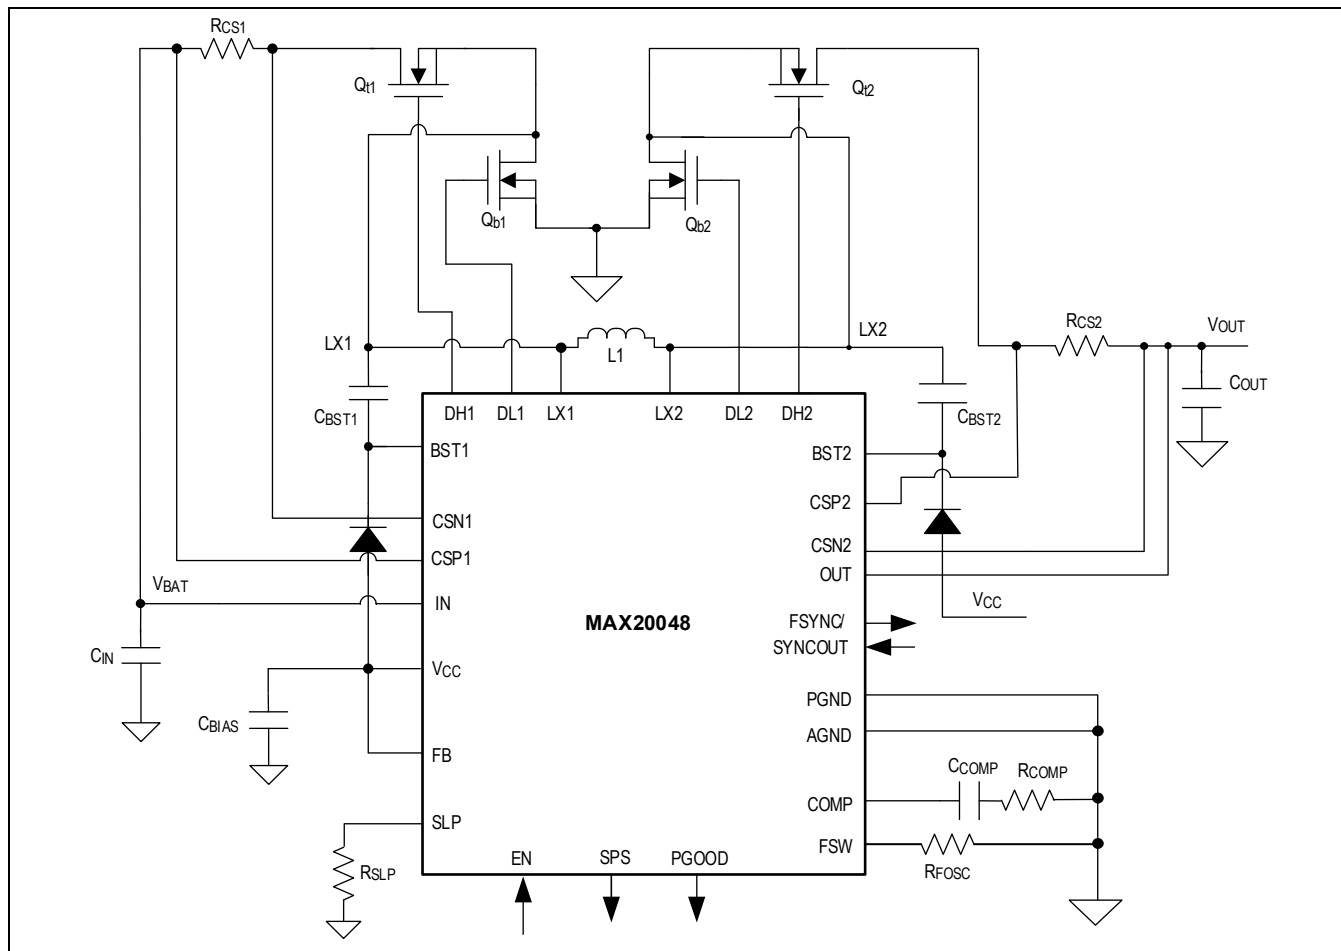 RCS1
Qt1
Qt2
Qb1
Qb2
LX1
L1
LX2
RCS2
VOUT
COUT
CBST1
CBST2
DH1
DL1
LX1
LX2
DL2
DH2
BST1
BST2
CSP2
CSN1
CSN2
CSP1
OUT
VBAT
IN
VCC
MAX20048
FSYNC/
SYNCOUT
CIN
VCC
PGND
CBIAS
AGND
FB
CCOMP
RCOMP
COMP
SLP
FSW
RSLP
EN
SPS
PGOOD
RFOSC